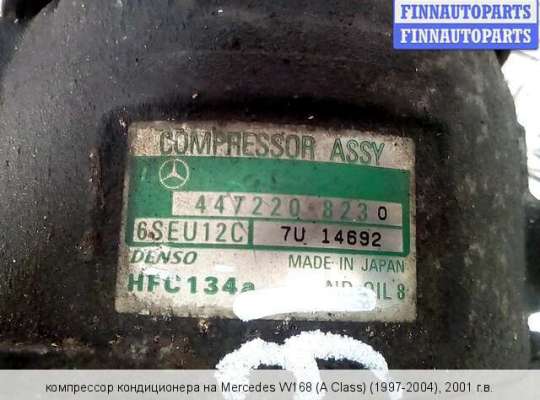 FINNAUTOPARTS
FINNAUTOPARTS
COMPRESSOR ASSY
447220-8230
6SEU12C 7U 14692
DENSO MADE IN JAPAN
HFC134a ND-OIL 8
компрессор кондиционера на Mercedes W168 (A Class) (1997-2004), 2001 г.в.